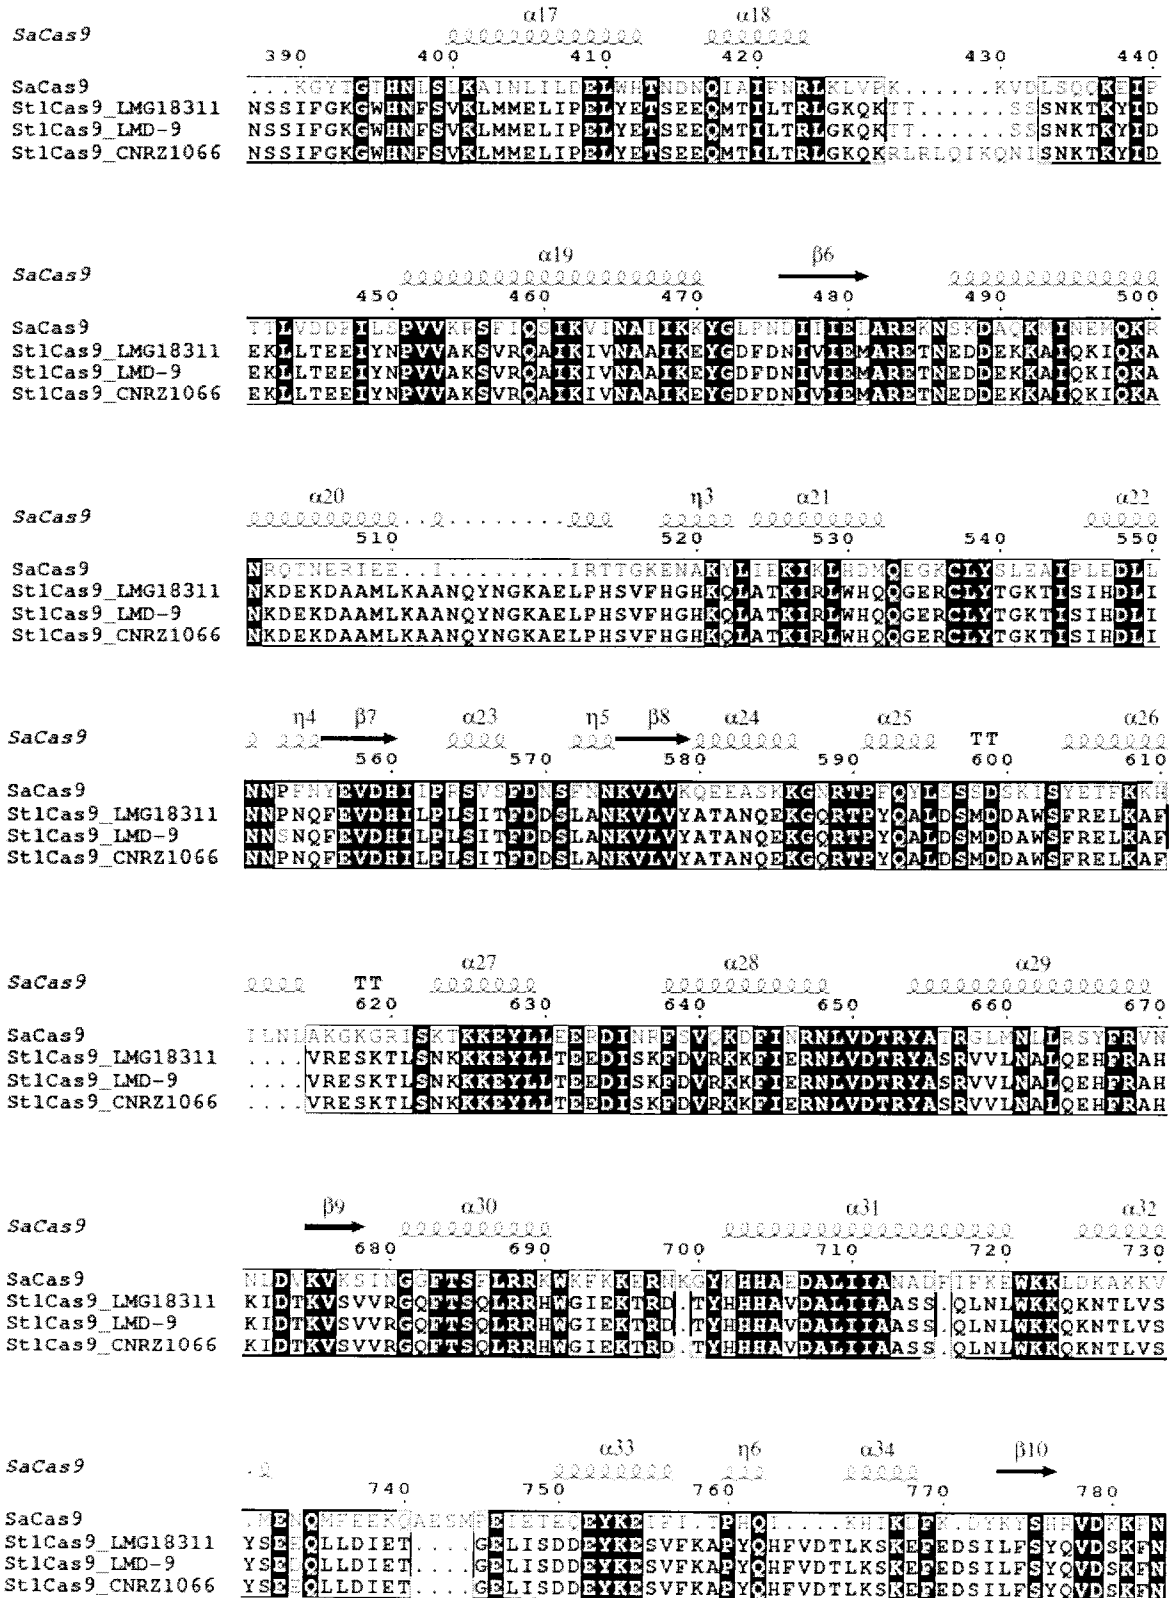 α17 α18
SaCas9
390 400 410 420 430 440
SaCas9 ...KGYTGTHNLSLKAINLILDELWHTNDNQIAIFNRLKLVPK......KVDLSQQKEIP
St1Cas9_LMG18311 NSSIFGKGWHNFSVKLMMELIPELYETSEEQMTILTRLGKQKTT......SSSNKTKYID
St1Cas9_LMD-9 NSSIFGKGWHNFSVKLMMELIPELYETSEEQMTILTRLGKQKTT......SSSNKTKYID
St1Cas9_CNRZ1066 NSSIFGKGWHNFSVKLMMELIPELYETSEEQMTILTRLGKQKRLRLQIKQNISNKTKYID
α19 β6
SaCas9
450 460 470 480 490 500
SaCas9 TTLVDDFILSPVVKRSFIQSIKVINAIIKKYGLPNDIIIELAREKNSKDAQKMINEMQKR
St1Cas9_LMG18311 EKLLTEEIYNPVVAKSVRQAIKIVNAAIKEYGDFDNIVIEMARETNEDDEKKAIQKIQKA
St1Cas9_LMD-9 EKLLTEEIYNPVVAKSVRQAIKIVNAAIKEYGDFDNIVIEMARETNEDDEKKAIQKIQKA
St1Cas9_CNRZ1066 EKLLTEEIYNPVVAKSVRQAIKIVNAAIKEYGDFDNIVIEMARETNEDDEKKAIQKIQKA
α20 η3 α21 α22
SaCas9
510 520 530 540 550
SaCas9 NRQTNERIEE..I........IRTTGKENAKYLIEKIKLHDMQEGKCLYSLEAIPLEDLL
St1Cas9_LMG18311 NKDEKDAAMLKAANQYNGKAELPHSVFHGHKQLATKIRLWHQQGERCLYTGKTISIHDLI
St1Cas9_LMD-9 NKDEKDAAMLKAANQYNGKAELPHSVFHGHKQLATKIRLWHQQGERCLYTGKTISIHDLI
St1Cas9_CNRZ1066 NKDEKDAAMLKAANQYNGKAELPHSVFHGHKQLATKIRLWHQQGERCLYTGKTISIHDLI
η4 β7 α23 η5 β8 α24 α25 α26
SaCas9 TT
560 570 580 590 600 610
SaCas9 NNPFNYEVDHIIPRSVSFDNSFNNKVLVKQEEASKKGNRTPFQYLSSSDSKISYETFKKH
St1Cas9_LMG18311 NNPNQFEVDHILPLSITFDDSLANKVLVYATANQEKGQRTPYQALDSMDDAWSFRELKAF
St1Cas9_LMD-9 NNSNQFEVDHILPLSITFDDSLANKVLVYATANQEKGQRTPYQALDSMDDAWSFRELKAF
St1Cas9_CNRZ1066 NNPNQFEVDHILPLSITFDDSLANKVLVYATANQEKGQRTPYQALDSMDDAWSFRELKAF
α27 α28 α29
SaCas9 TT
620 630 640 650 660 670
SaCas9 ILNLAKGKGRISKTKKEYLLEERDINRFSVQKDFINRNLVDTRYATRGLMNLLRSYFRVN
St1Cas9_LMG18311 ....VRESKTLSNKKKEYLLTEEDISKFDVRKKFIERNLVDTRYASRVVLNALQEHFRAH
St1Cas9_LMD-9 ....VRESKTLSNKKKEYLLTEEDISKFDVRKKFIERNLVDTRYASRVVLNALQEHFRAH
St1Cas9_CNRZ1066 ....VRESKTLSNKKKEYLLTEEDISKFDVRKKFIERNLVDTRYASRVVLNALQEHFRAH
β9 α30 α31 α32
SaCas9
680 690 700 710 720 730
SaCas9 NLDVKVKSINGGFTSFLRRKWKFKKERNKGYKHHAEDALIIANADFIFKEWKKLDKAKKV
St1Cas9_LMG18311 KIDTKVSVVRGQFTSQLRRHWGIEKTRD.TYHHHAVDALIIAASS.QLNLWKKQKNTLVS
St1Cas9_LMD-9 KIDTKVSVVRGQFTSQLRRHWGIEKTRD.TYHHHAVDALIIAASS.QLNLWKKQKNTLVS
St1Cas9_CNRZ1066 KIDTKVSVVRGQFTSQLRRHWGIEKTRD.TYHHHAVDALIIAASS.QLNLWKKQKNTLVS
α33 η6 α34 β10
SaCas9
740 750 760 770 780
SaCas9 .MENQMFEEKQAESMPEIETEQEYKEIFI.TPHQI....KHIKDFK.DYKYSHRVDKKFN
St1Cas9_LMG18311 YSEEQLLDIET....GELISDDEYKESVFKAPYQHFVDTLKSKEFEDSILFSYQVDSKFN
St1Cas9_LMD-9 YSEEQLLDIET....GELISDDEYKESVFKAPYQHFVDTLKSKEFEDSILFSYQVDSKFN
St1Cas9_CNRZ1066 YSEEQLLDIET....GELISDDEYKESVFKAPYQHFVDTLKSKEFEDSILFSYQVDSKFN